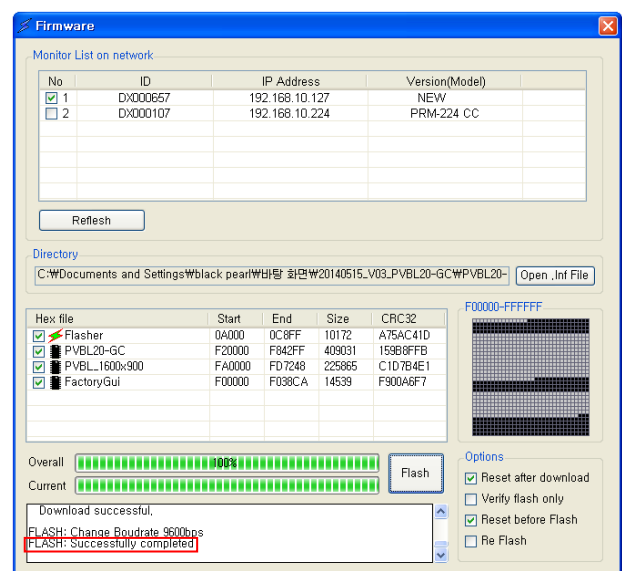 Firmware
Monitor List on network
No ID IP Address Version(Model)
1 DX000657 192.168.10.127 NEW
2 DX000107 192.168.10.224 PRM-224 CC
Reflesh
Directory
C:₩Documents and Settings₩black pearl₩바탕 화면₩20140515_V03_PVBL20-GC₩PVBL20- Open .Inf File
Hex file Start End Size CRC32
Flasher 0A000 0C8FF 10172 A75AC41D
PVBL20-GC F20000 F842FF 409031 159B8FFB
PVBL_1600x900 FA0000 FD7248 225865 C1D7B4E1
FactoryGui F00000 F038CA 14539 F900A6F7
F00000-FFFFFF
Overall 100%
Current
Flash
Download successful,
FLASH: Change Boudrate 9600bps
FLASH: Successfully completed
Options
Reset after download
Verify flash only
Reset before Flash
Re Flash